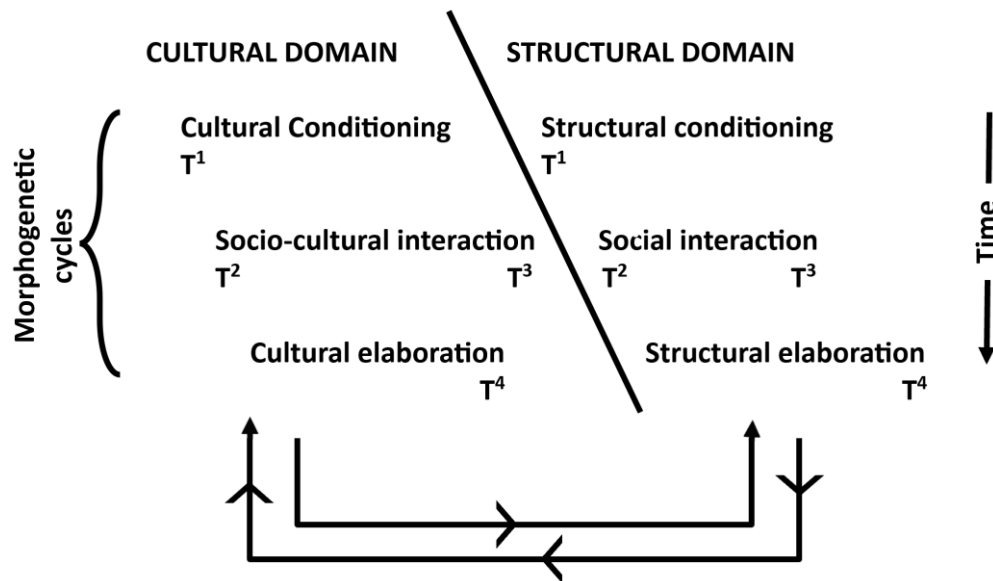 CULTURAL DOMAIN
STRUCTURAL DOMAIN
Morphogenetic
cycles
Cultural Conditioning
T¹
Structural conditioning
T¹
Socio-cultural interaction
T² T³
Social interaction
T² T³
Cultural elaboration
T⁴
Structural elaboration
T⁴
Time